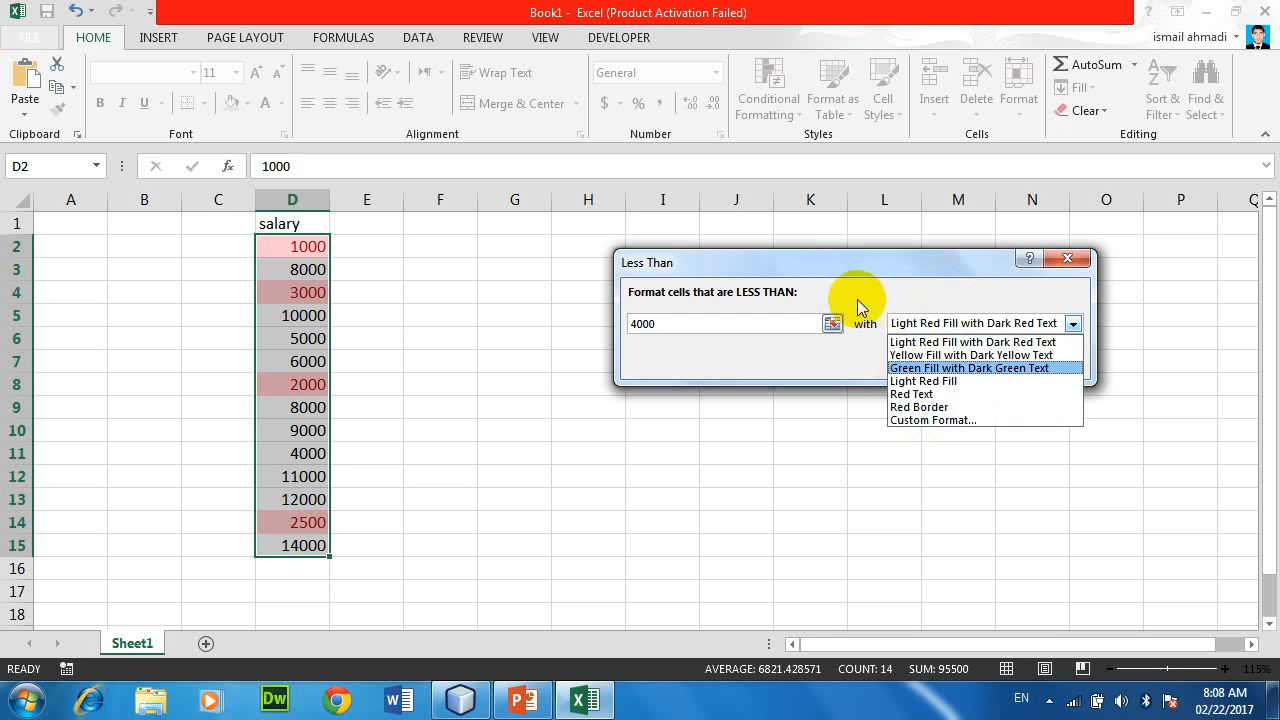 Book1 - Excel (Product Activation Failed)
FILE HOME INSERT PAGE LAYOUT FORMULAS DATA REVIEW VIEW DEVELOPER ismail ahmadi
Paste
11
Wrap Text
Merge & Center
General
Conditional Formatting
Format as Table
Cell Styles
Insert Delete Format
AutoSum
Fill
Clear
Sort & Filter
Find & Select
Clipboard Font Alignment Number Styles Cells Editing
D2 fx 1000
A B C D E F G H I J K L M N O P Q
1 salary
2 1000
3 8000
4 3000
5 10000
6 5000
7 6000
8 2000
9 8000
10 9000
11 4000
12 11000
13 12000
14 2500
15 14000
16
17
18
Less Than
Format cells that are LESS THAN:
4000 with Light Red Fill with Dark Red Text
Light Red Fill with Dark Red Text
Yellow Fill with Dark Yellow Text
Green Fill with Dark Green Text
Light Red Fill
Red Text
Red Border
Custom Format...
Sheet1
READY AVERAGE: 6821.428571 COUNT: 14 SUM: 95500 115%
Dw EN 8:08 AM
02/22/2017